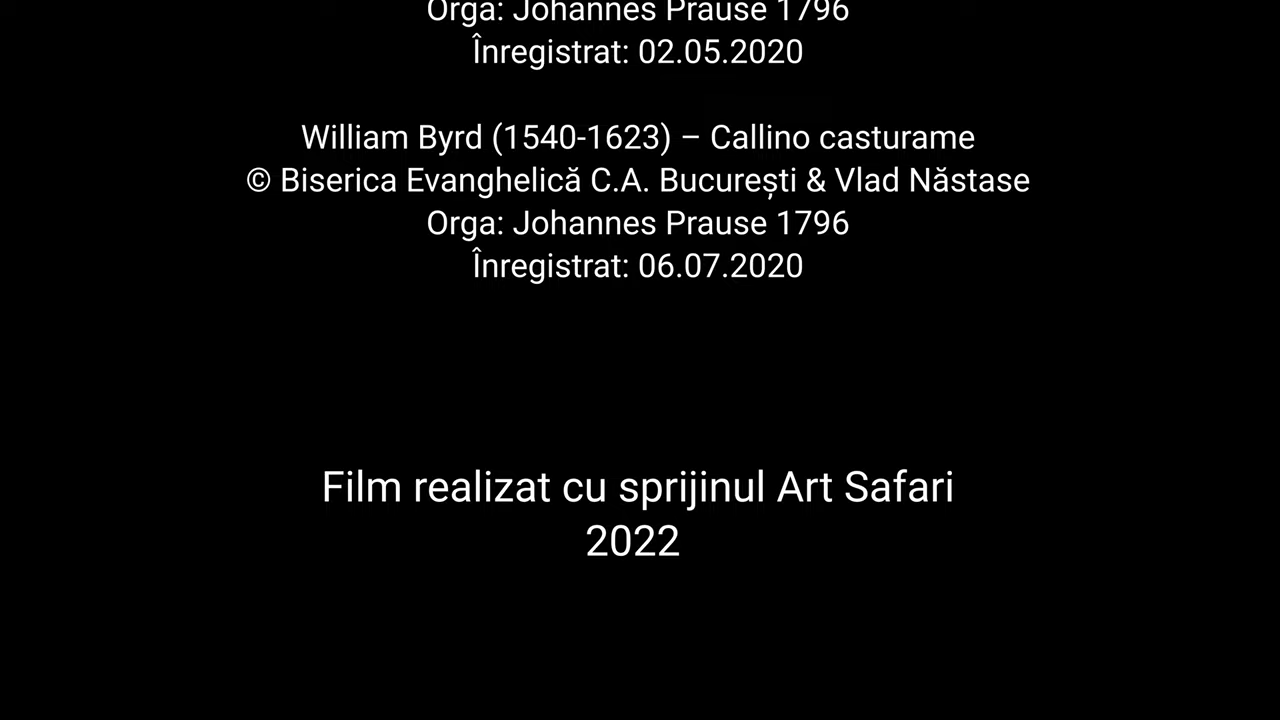 Orga: Johannes Prause 1796
Înregistrat: 02.05.2020
William Byrd (1540-1623) – Callino casturame
© Biserica Evanghelică C.A. București & Vlad Năstase
Orga: Johannes Prause 1796
Înregistrat: 06.07.2020
Film realizat cu sprijinul Art Safari
2022